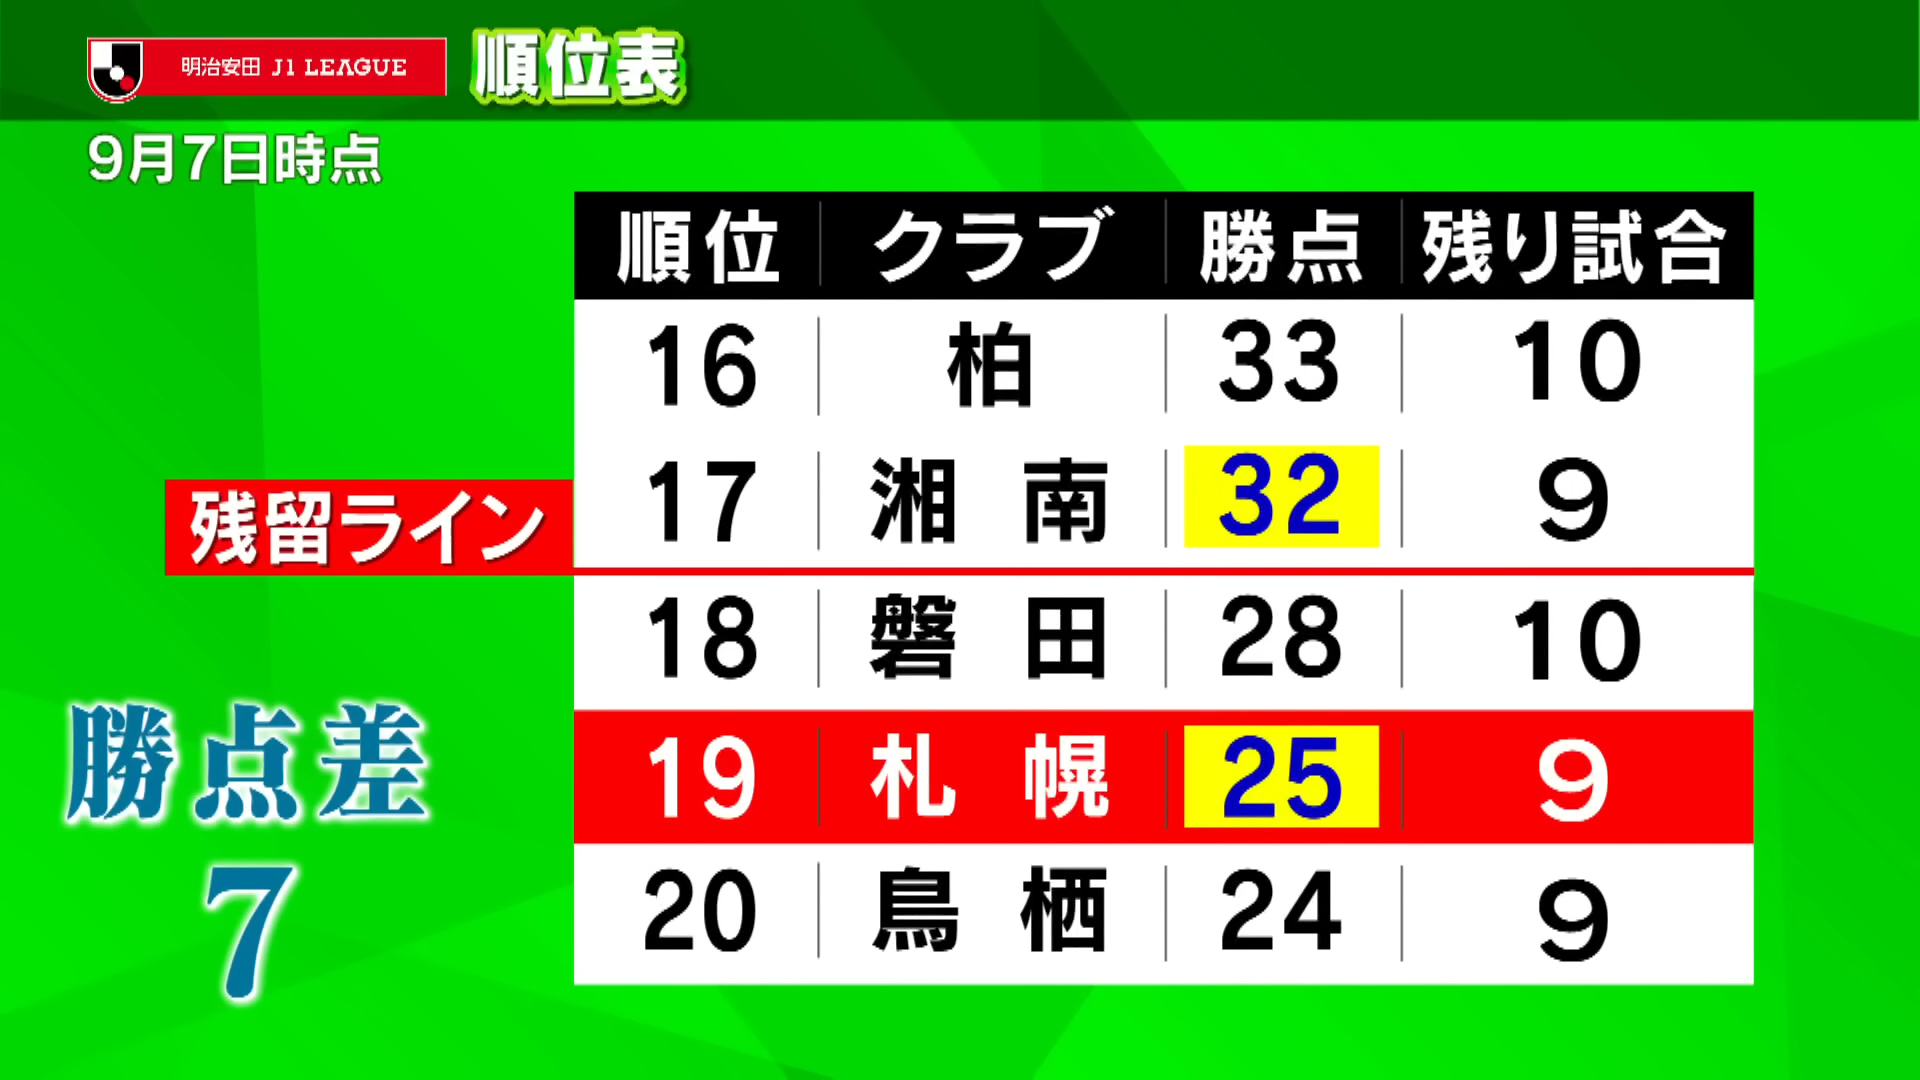 明治安田 J1 LEAGUE 順位表
9月7日時点
順位 クラブ 勝点 残り試合
16 柏 33 10
17 湘南 32 9
残留ライン
18 磐田 28 10
19 札幌 25 9
20 鳥栖 24 9
勝点差
7